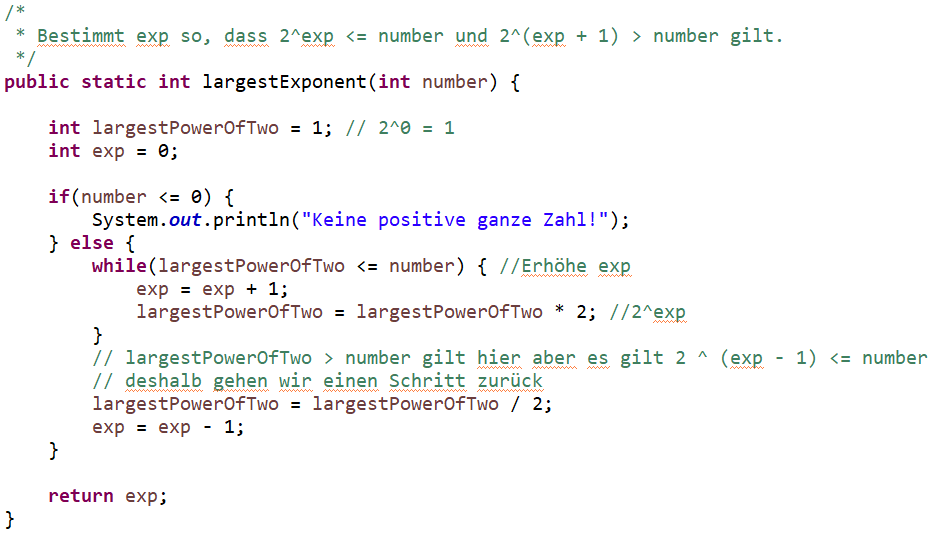 /*
 * Bestimmt exp so, dass 2^exp <= number und 2^(exp + 1) > number gilt.
 */
public static int largestExponent(int number) {
    int largestPowerOfTwo = 1; // 2^0 = 1
    int exp = 0;
    if(number <= 0) {
        System.out.println("Keine positive ganze Zahl!");
    } else {
        while(largestPowerOfTwo <= number) { //Erhöhe exp
            exp = exp + 1;
            largestPowerOfTwo = largestPowerOfTwo * 2; //2^exp
        }
        // largestPowerOfTwo > number gilt hier aber es gilt 2 ^ (exp - 1) <= number
        // deshalb gehen wir einen Schritt zurück
        largestPowerOfTwo = largestPowerOfTwo / 2;
        exp = exp - 1;
    }
    return exp;
}